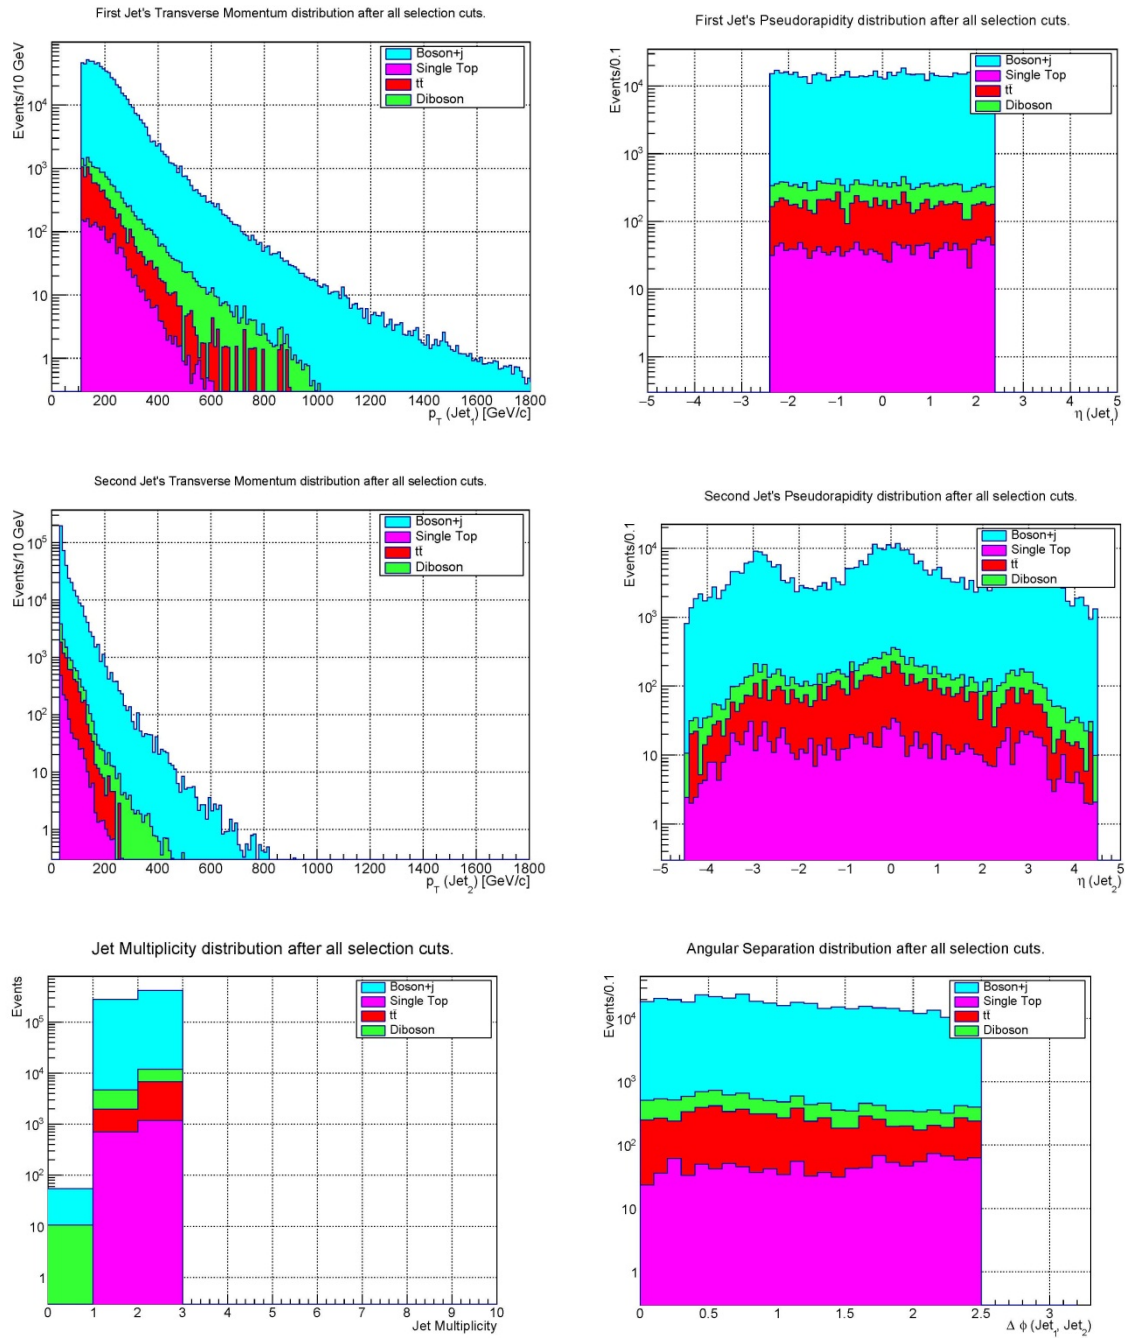 First Jet's Transverse Momentum distribution after all selection cuts.
Events/10 GeV
Boson+j
Single Top
tt̄
Diboson
10⁴
10³
10²
10
1
0 200 400 600 800 1000 1200 1400 1600 1800
p_T (Jet₁) [GeV/c]
First Jet's Pseudorapidity distribution after all selection cuts.
Events/0.1
Boson+j
Single Top
tt̄
Diboson
10⁴
10³
10²
10
1
−5 −4 −3 −2 −1 0 1 2 3 4 5
η (Jet₁)
Second Jet's Transverse Momentum distribution after all selection cuts.
Events/10 GeV
Boson+j
Single Top
tt̄
Diboson
10⁵
10⁴
10³
10²
10
1
0 200 400 600 800 1000 1200 1400 1600 1800
p_T (Jet₂) [GeV/c]
Second Jet's Pseudorapidity distribution after all selection cuts.
Events/0.1
Boson+j
Single Top
tt̄
Diboson
10⁴
10³
10²
10
1
−5 −4 −3 −2 −1 0 1 2 3 4 5
η (Jet₂)
Jet Multiplicity distribution after all selection cuts.
Events
Boson+j
Single Top
tt̄
Diboson
10⁵
10⁴
10³
10²
10
1
0 1 2 3 4 5 6 7 8 9 10
Jet Multiplicity
Angular Separation distribution after all selection cuts.
Events/0.1
Boson+j
Single Top
tt̄
Diboson
10⁴
10³
10²
10
1
0 0.5 1 1.5 2 2.5 3
Δ ϕ (Jet₁, Jet₂)